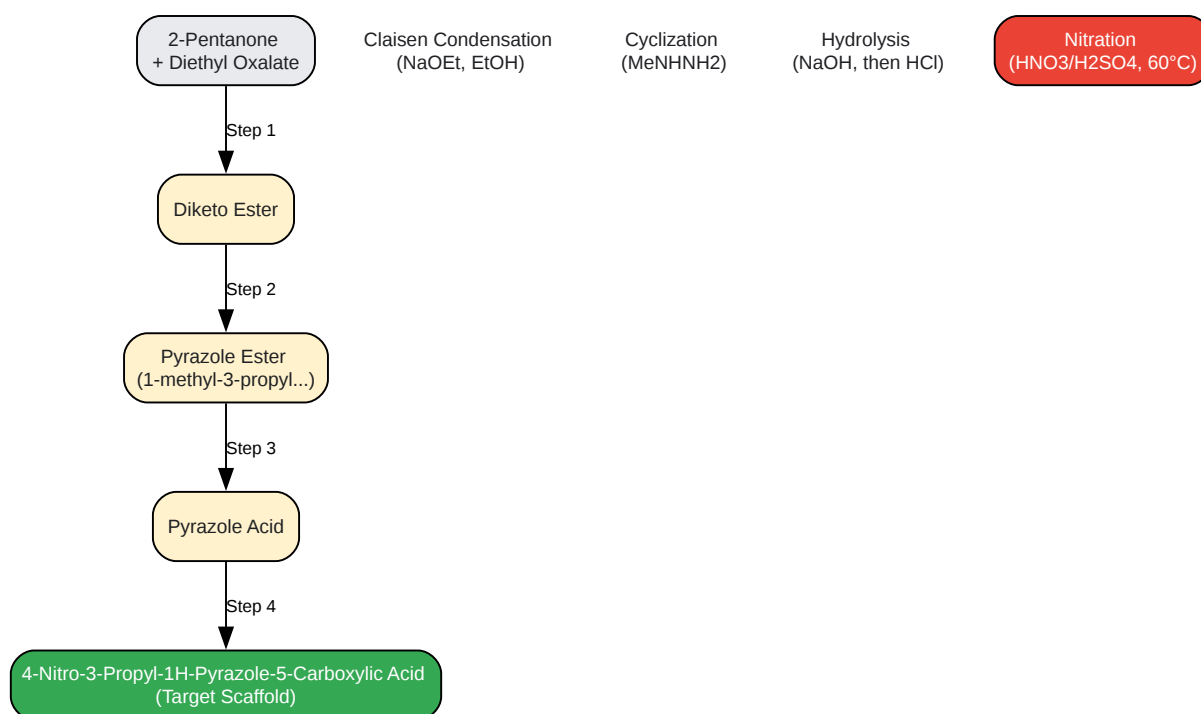 2-Pentanone
+ Diethyl Oxalate
Claisen Condensation
(NaOEt, EtOH)
Cyclization
(MeNHNH2)
Hydrolysis
(NaOH, then HCl)
Nitration
(HNO3/H2SO4, 60°C)
Step 1
Diketo Ester
Step 2
Pyrazole Ester
(1-methyl-3-propyl...)
Step 3
Pyrazole Acid
Step 4
4-Nitro-3-Propyl-1H-Pyrazole-5-Carboxylic Acid
(Target Scaffold)